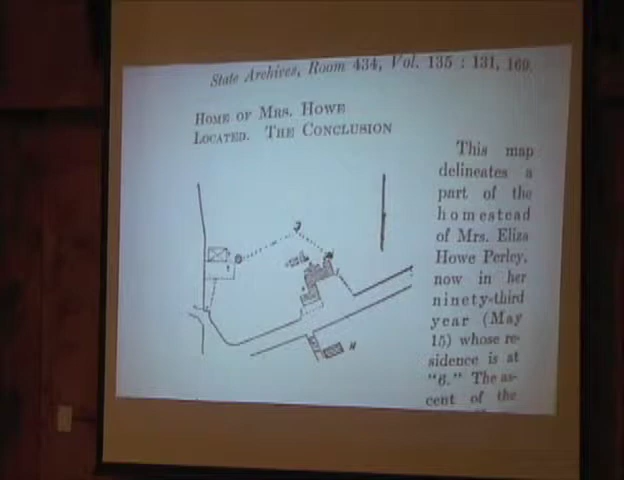 State Archives, Room 434, Vol. 135 : 131, 169.
Home of Mrs. Howe
Located. The Conclusion
This map
delineates a
part of the
homestead
of Mrs. Eliza
Howe Perley,
now in her
ninety-third
year (May
15) whose re-
sidence is at
"6." The as-
cent of the